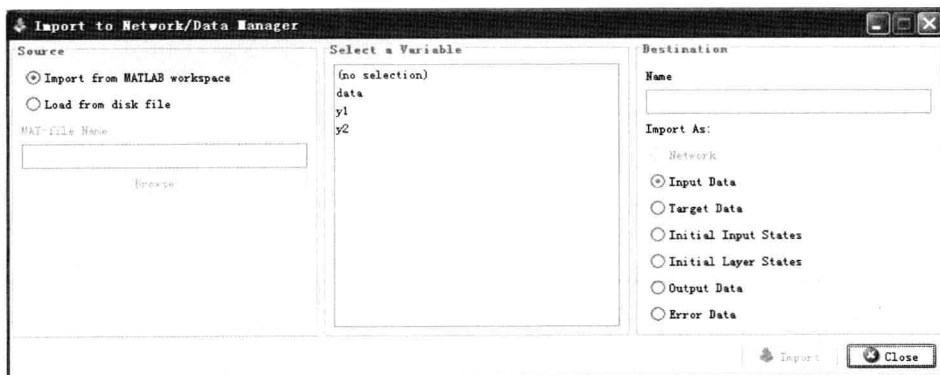 Import to Network/Data Manager
Source
Import from MATLAB workspace
Load from disk file
MAT-file Name
Browse
Select a Variable
(no selection)
data
y1
y2
Destination
Name
Import As:
Network
Input Data
Target Data
Initial Input States
Initial Layer States
Output Data
Error Data
Import
Close